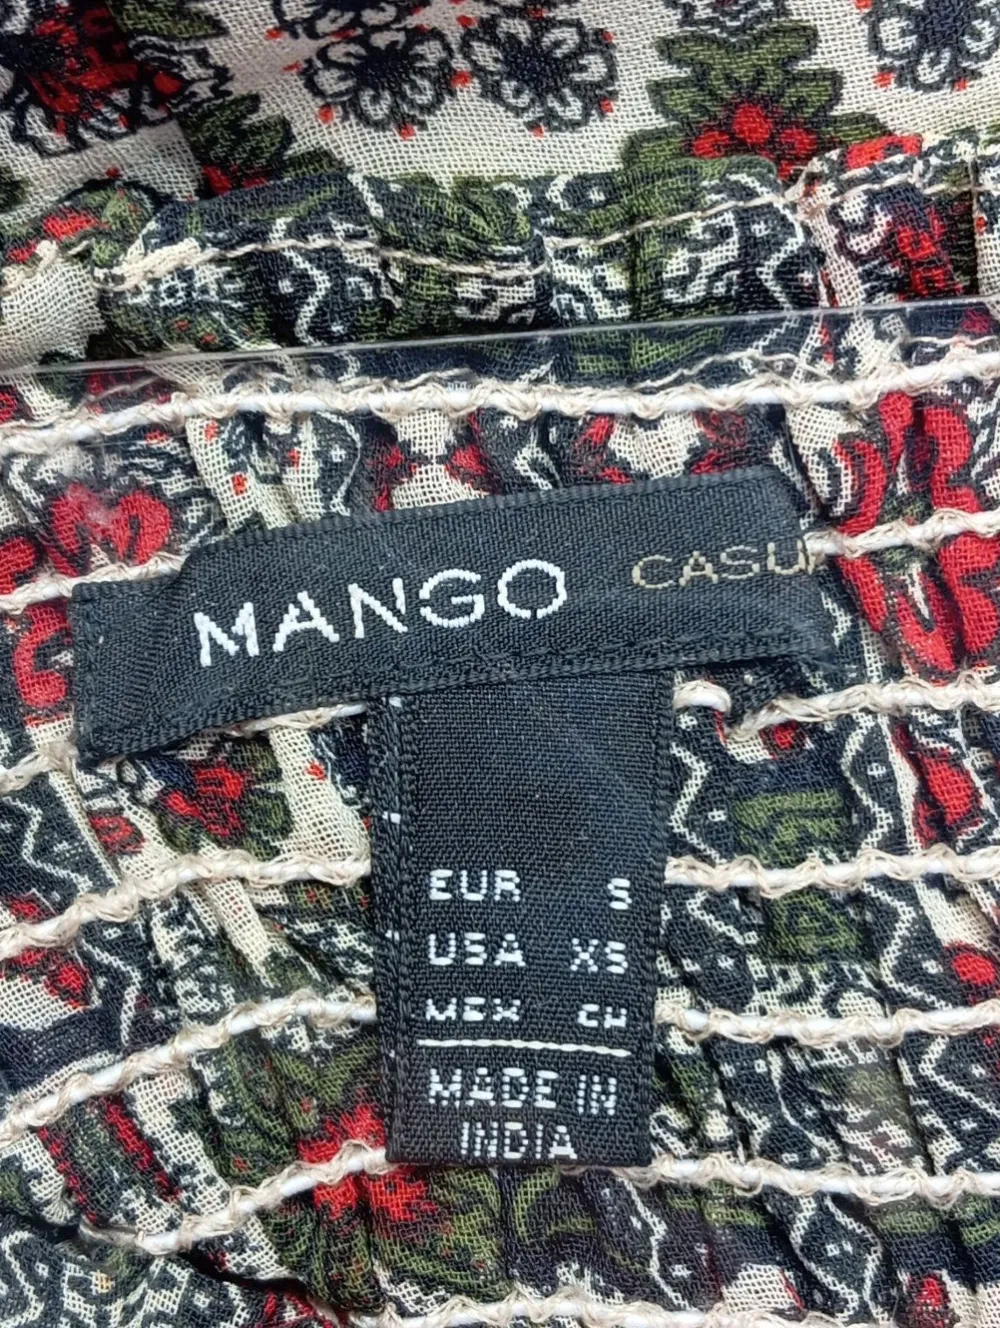 MANGO CASU
EUR S
USA XS
MEX CH
MADE IN
INDIA